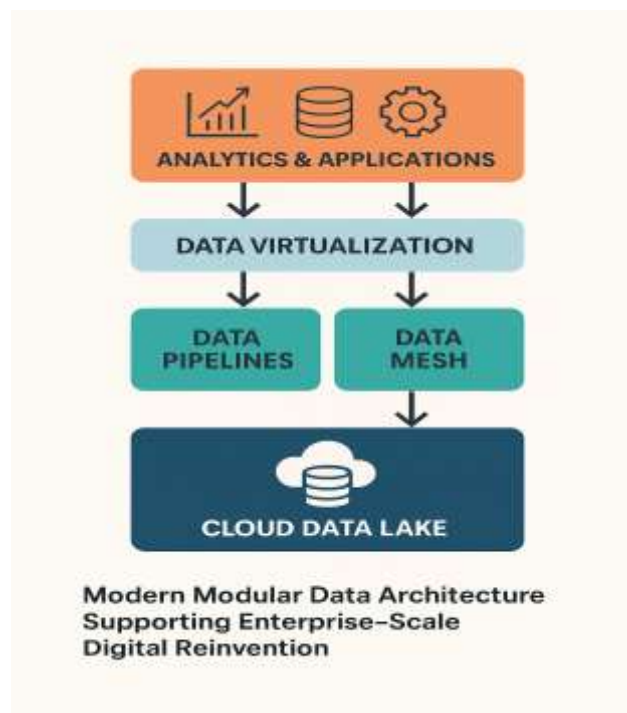 ANALYTICS & APPLICATIONS
DATA VIRTUALIZATION
DATA
PIPELINES
DATA
MESH
CLOUD DATA LAKE
Modern Modular Data Architecture
Supporting Enterprise–Scale
Digital Reinvention